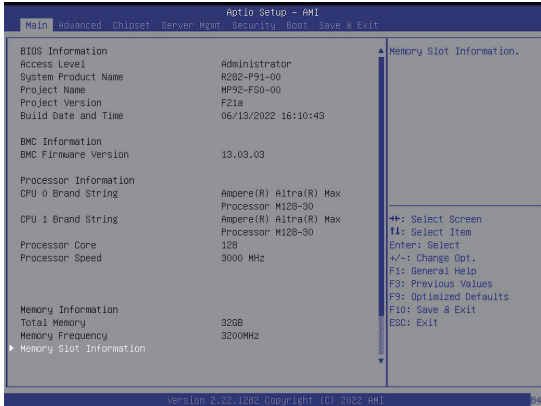 Aptio Setup - AMI
Main Advanced Chipset Server Mgmt Security Boot Save & Exit
BIOS Information
Access Level Administrator
System Product Name R282-P91-00
Project Name MP92-FS0-00
Project Version F21a
Build Date and Time 06/13/2022 16:10:43
BMC Information
BMC Firmware Version 13.03.03
Processor Information
CPU 0 Brand String Ampere(R) Altra(R) Max
Processor M128-30
CPU 1 Brand String Ampere(R) Altra(R) Max
Processor M128-30
Processor Core 128
Processor Speed 3000 MHz
Memory Information
Total Memory 32GB
Memory Frequency 3200MHz
Memory Slot Information
Memory Slot Information.
→←: Select Screen
↑↓: Select Item
Enter: Select
+/-: Change Opt.
F1: General Help
F3: Previous Values
F9: Optimized Defaults
F10: Save & Exit
ESC: Exit
Version 2.22.1282 Copyright (C) 2022 AMI
B4